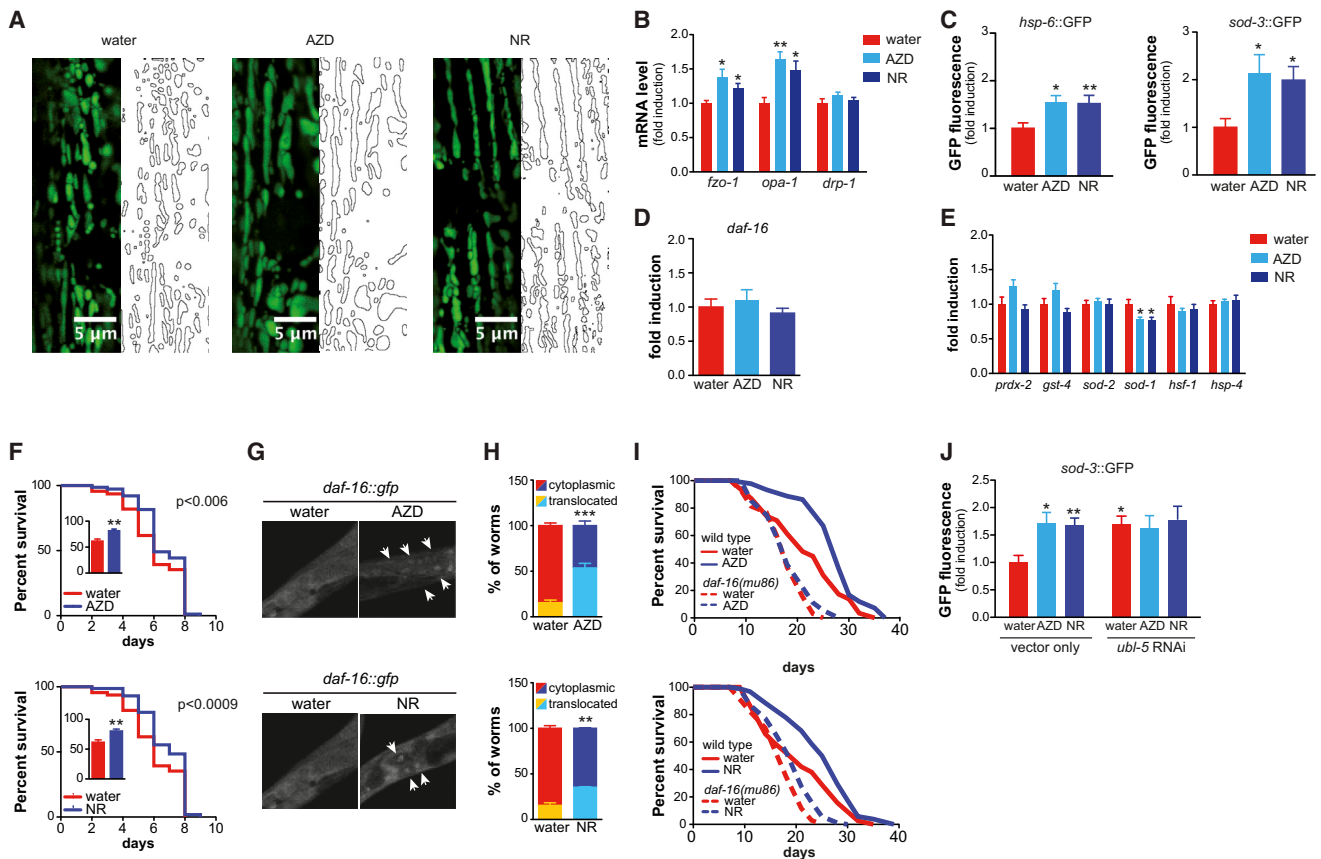 A
water
AZD
NR
5 µm
5 µm
5 µm
B
mRNA level
(fold induction)
2.0
1.5
1.0
0.5
0.0
*
*
**
*
fzo-1
opa-1
drp-1
water
AZD
NR
C
hsp-6::GFP
GFP fluorescence
(fold induction)
3
2
1
0
*
**
water AZD NR
sod-3::GFP
GFP fluorescence
(fold induction)
3
2
1
0
*
*
water AZD NR
D
daf-16
fold induction
2.0
1.5
1.0
0.5
0.0
water AZD NR
E
fold induction
2.0
1.5
1.0
0.5
0.0
* *
prdx-2 gst-4 sod-2 sod-1 hsf-1 hsp-4
water
AZD
NR
F
Percent survival
100
50
0
100
50
0
**
p<0.006
water
AZD
0 2 4 6 8 10
days
Percent survival
100
50
0
100
50
0
**
p<0.0009
water
NR
0 2 4 6 8 10
days
G
daf-16::gfp
water AZD
daf-16::gfp
water NR
H
cytoplasmic
translocated
% of worms
100
50
0
***
water AZD
cytoplasmic
translocated
% of worms
100
50
0
**
water NR
I
Percent survival
100
80
60
40
20
0
wild type
water
AZD
daf-16(mu86)
water
AZD
0 10 20 30 40
days
Percent survival
100
80
60
40
20
0
wild type
water
NR
daf-16(mu86)
water
NR
0 10 20 30 40
days
J
sod-3::GFP
GFP fluorescence
(fold induction)
2.5
2.0
1.5
1.0
0.5
0.0
*
**
*
water AZD NR water AZD NR
vector only ubl-5 RNAi